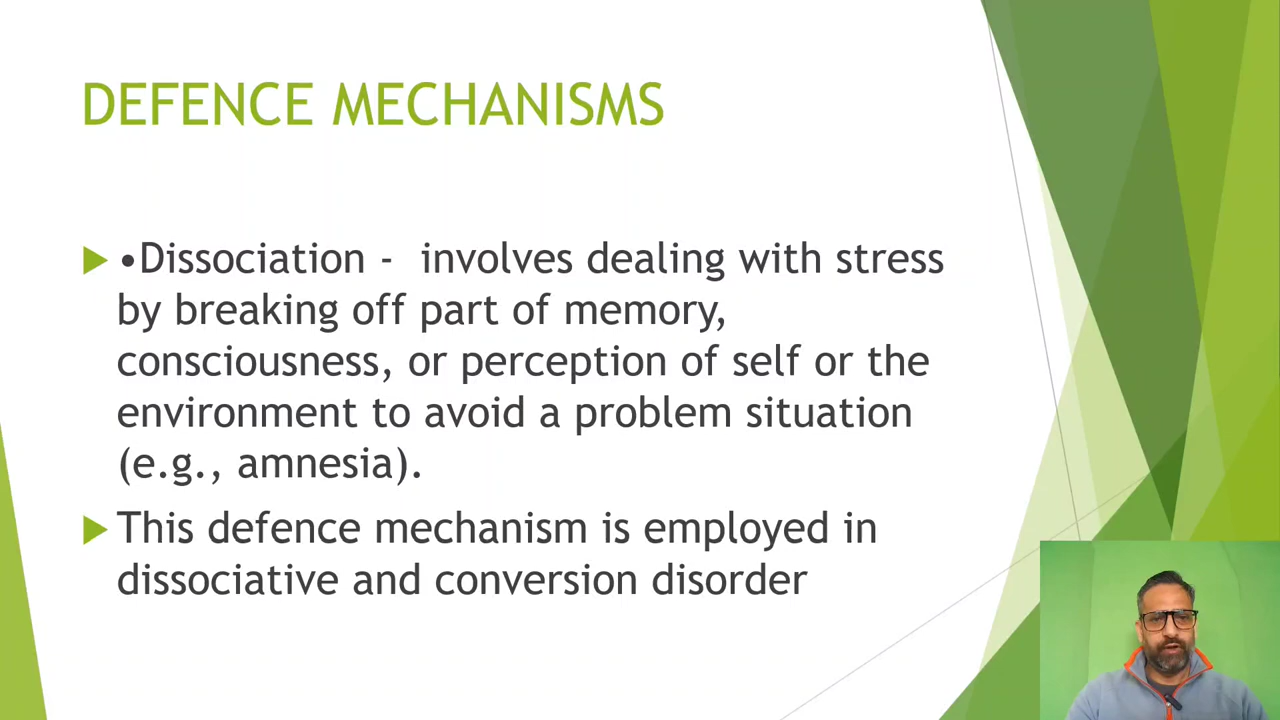 DEFENCE MECHANISMS
•Dissociation -  involves dealing with stress
by breaking off part of memory,
consciousness, or perception of self or the
environment to avoid a problem situation
(e.g., amnesia).
This defence mechanism is employed in
dissociative and conversion disorder